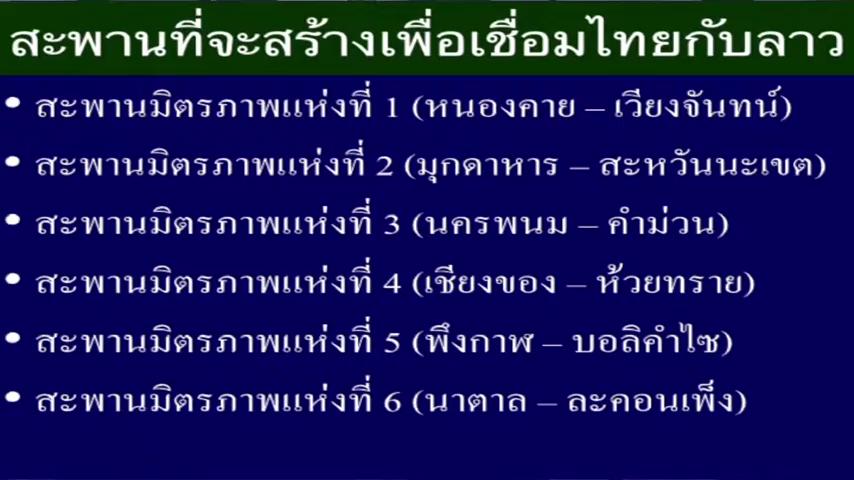 สะพานที่จะสร้างเพื่อเชื่อมไทยกับลาว
• สะพานมิตรภาพแห่งที่ 1 (หนองคาย – เวียงจันทน์)
• สะพานมิตรภาพแห่งที่ 2 (มุกดาหาร – สะหวันนะเขต)
• สะพานมิตรภาพแห่งที่ 3 (นครพนม – คำม่วน)
• สะพานมิตรภาพแห่งที่ 4 (เชียงของ – ห้วยทราย)
• สะพานมิตรภาพแห่งที่ 5 (พึงกาฬ – บอลิคำไซ)
• สะพานมิตรภาพแห่งที่ 6 (นาตาล – ละคอนเพ็ง)